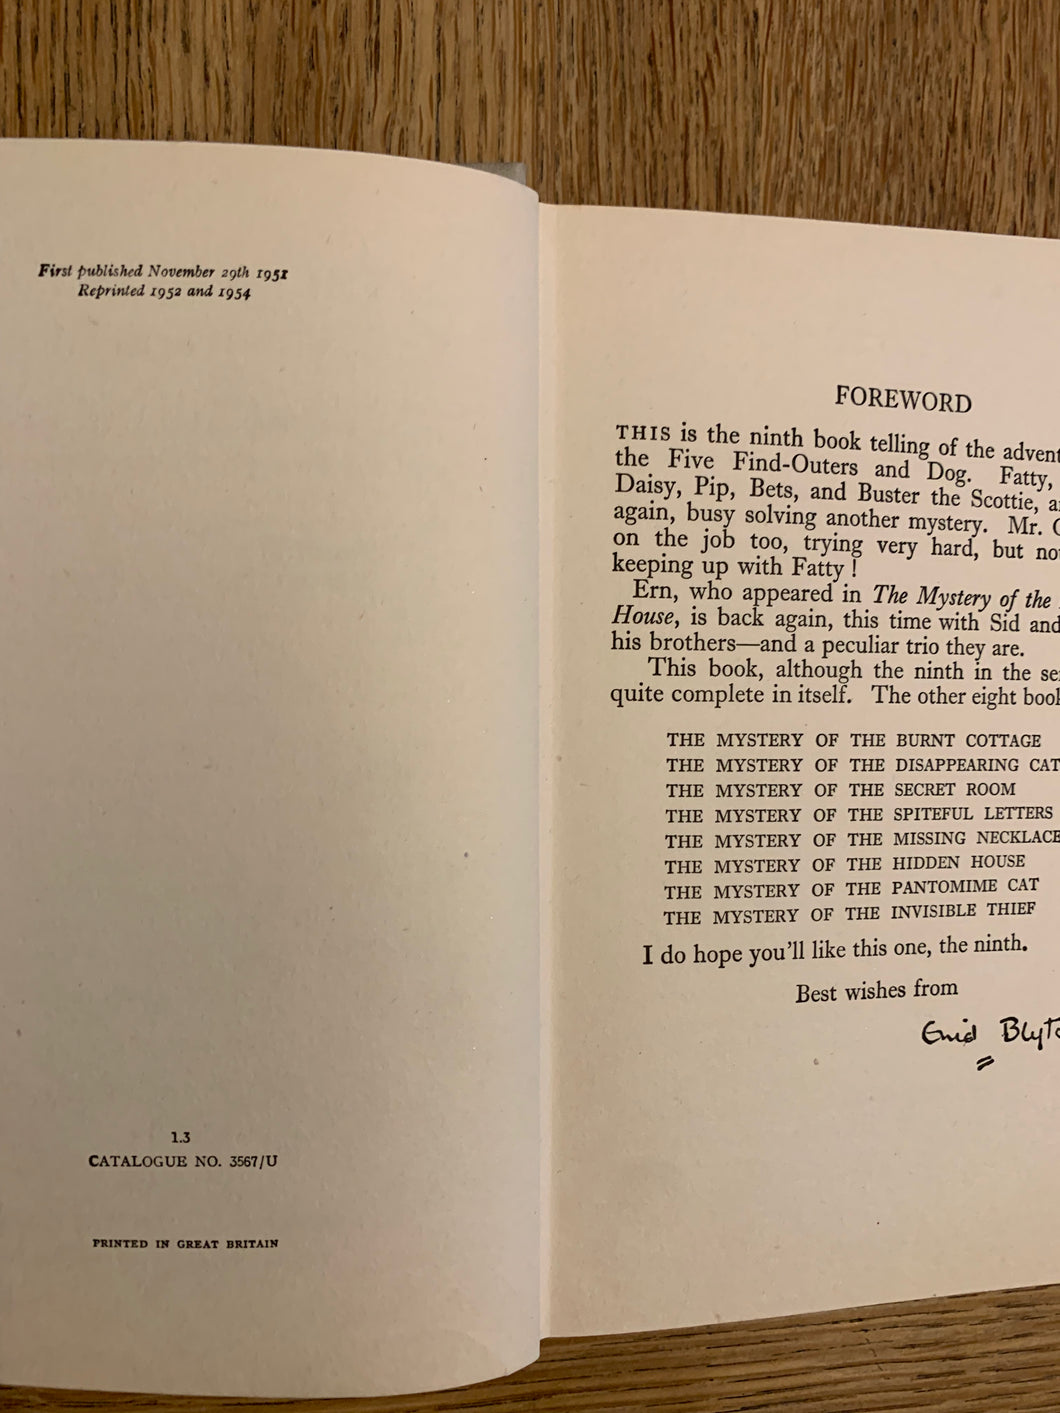 First published November 29th 1951
Reprinted 1952 and 1954
1.3
CATALOGUE NO. 3567/U
PRINTED IN GREAT BRITAIN
FOREWORD
THIS is the ninth book telling of the
the Five Find-Outers and Dog. Fatty,
Daisy, Pip, Bets, and Buster the Scottie,
again, busy solving another mystery. Mr.
on the job too, trying very hard, but
keeping up with Fatty!
Ern, who appeared in The Mystery of the
House, is back again, this time with Sid and
his brothers—and a peculiar trio they are.
This book, although the ninth in the
quite complete in itself. The other eight
THE MYSTERY OF THE BURNT COTTAGE
THE MYSTERY OF THE DISAPPEARING CAT
THE MYSTERY OF THE SECRET ROOM
THE MYSTERY OF THE SPITEFUL LETTERS
THE MYSTERY OF THE MISSING NECKLACE
THE MYSTERY OF THE HIDDEN HOUSE
THE MYSTERY OF THE PANTOMIME CAT
THE MYSTERY OF THE INVISIBLE THIEF
I do hope you'll like this one, the ninth.
Best wishes from
Enid